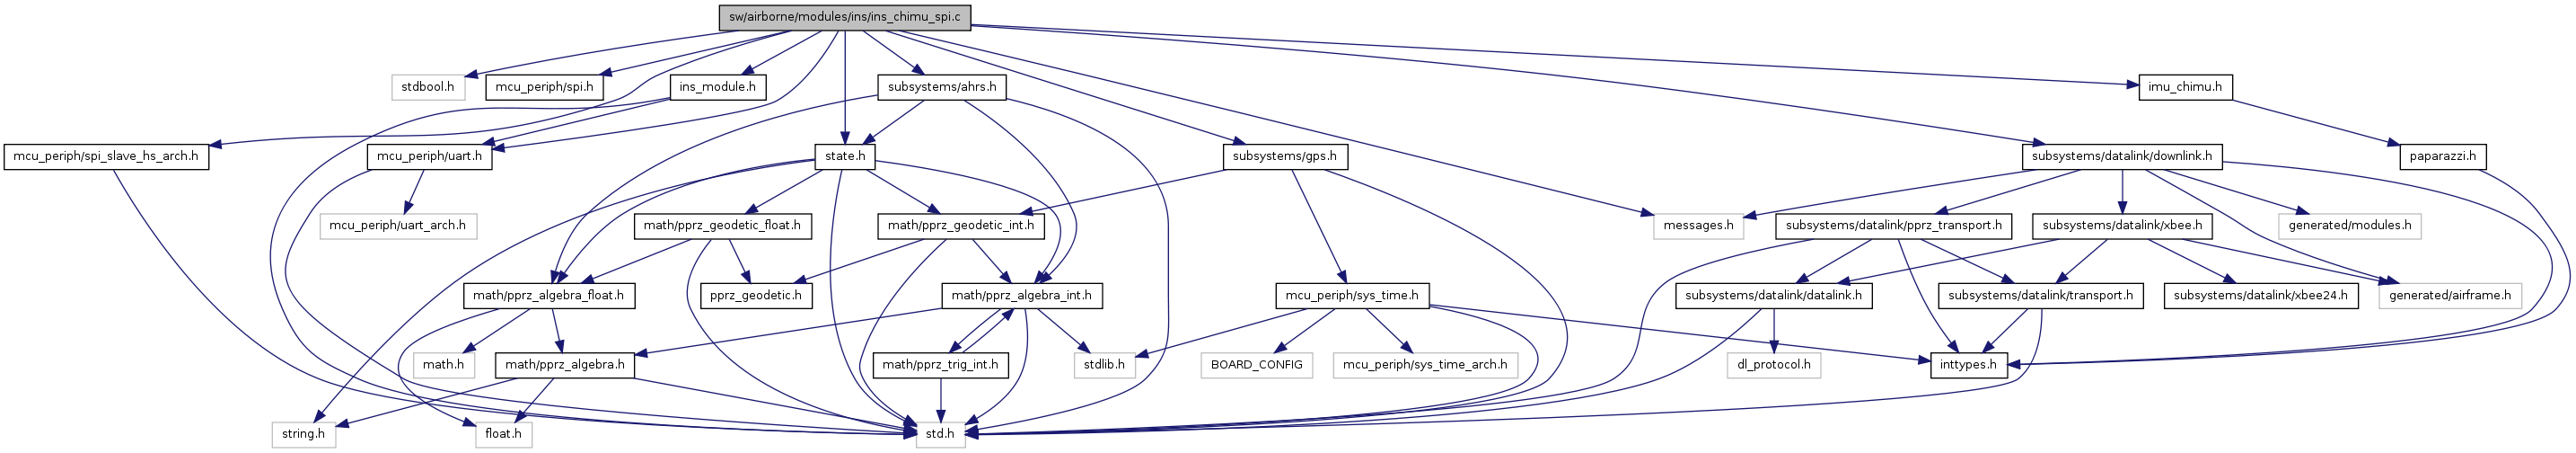 sw/airborne/modules/ins/ins_chimu_spi.c
stdbool.h
mcu_periph/spi.h
ins_module.h
subsystems/ahrs.h
imu_chimu.h
mcu_periph/spi_slave_hs_arch.h
mcu_periph/uart.h
state.h
subsystems/gps.h
subsystems/datalink/downlink.h
paparazzi.h
mcu_periph/uart_arch.h
math/pprz_geodetic_float.h
math/pprz_geodetic_int.h
messages.h
subsystems/datalink/pprz_transport.h
subsystems/datalink/xbee.h
generated/modules.h
math/pprz_algebra_float.h
pprz_geodetic.h
math/pprz_algebra_int.h
mcu_periph/sys_time.h
subsystems/datalink/datalink.h
subsystems/datalink/transport.h
subsystems/datalink/xbee24.h
generated/airframe.h
math.h
math/pprz_algebra.h
math/pprz_trig_int.h
stdlib.h
BOARD_CONFIG
mcu_periph/sys_time_arch.h
dl_protocol.h
inttypes.h
string.h
float.h
std.h